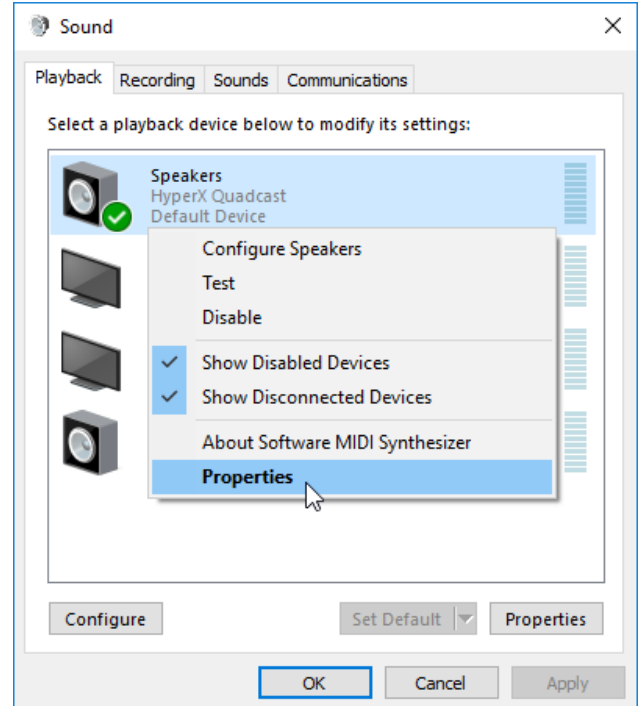 Sound
Playback Recording Sounds Communications
Select a playback device below to modify its settings:
Speakers
HyperX Quadcast
Default Device
Configure Speakers
Test
Disable
Show Disabled Devices
Show Disconnected Devices
About Software MIDI Synthesizer
Properties
Configure Set Default Properties
OK Cancel Apply